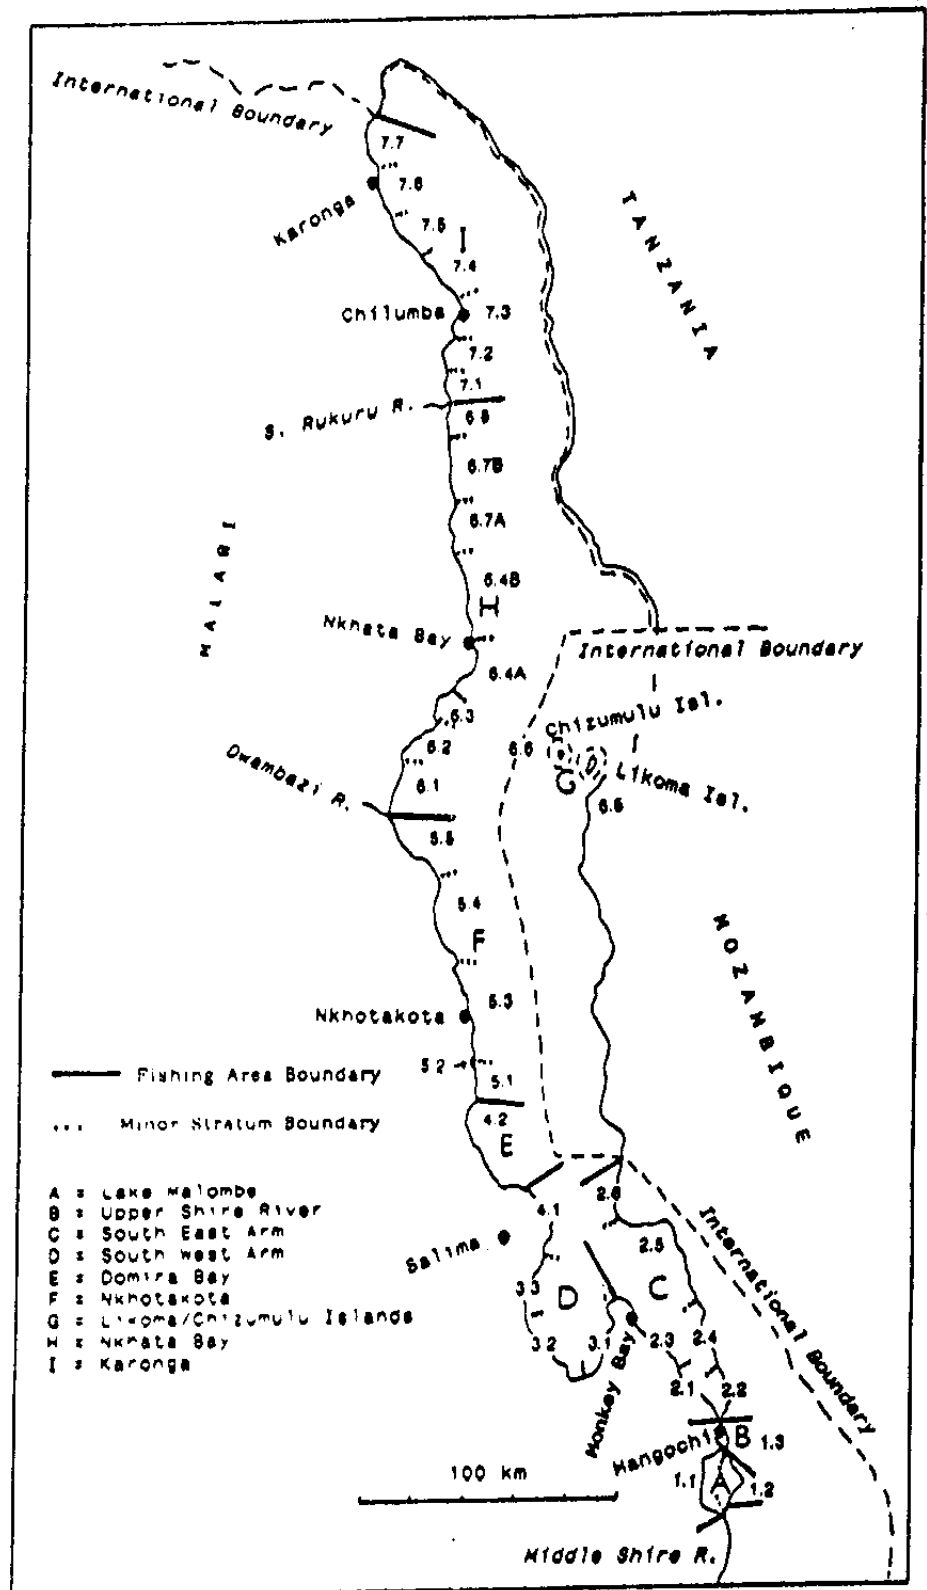 International Boundary
7.7
7.6
Karonga
7.5
I
7.4
TANZANIA
Chilumba
7.3
7.2
7.1
S. Rukuru R.
6.8
6.7B
6.7A
MALAWI
6.4B
H
Nkhata Bay
International Boundary
6.4A
6.3
Chizumulu Isl.
6.2
6.6
Dwambazi R.
G
Likoma Isl.
6.1
6.5
5.5
5.4
F
MOZAMBIQUE
5.3
Nkhotakota
5.2
5.1
Fishing Area Boundary
4.2
... Minor Stratum Boundary
E
A = Lake Malombe
B = Upper Shire River
C = South East Arm
D = South West Arm
E = Domira Bay
F = Nkhotakota
G = Likoma/Chizumulu Islands
H = Nkhata Bay
I = Karonga
2.6
4.1
International Boundary
Salima
2.5
3.3
D
C
3.2
3.1
Monkey Bay
2.3
2.4
2.1
2.2
Mangochi
B
1.3
100 km
1.1
A
1.2
Middle Shire R.